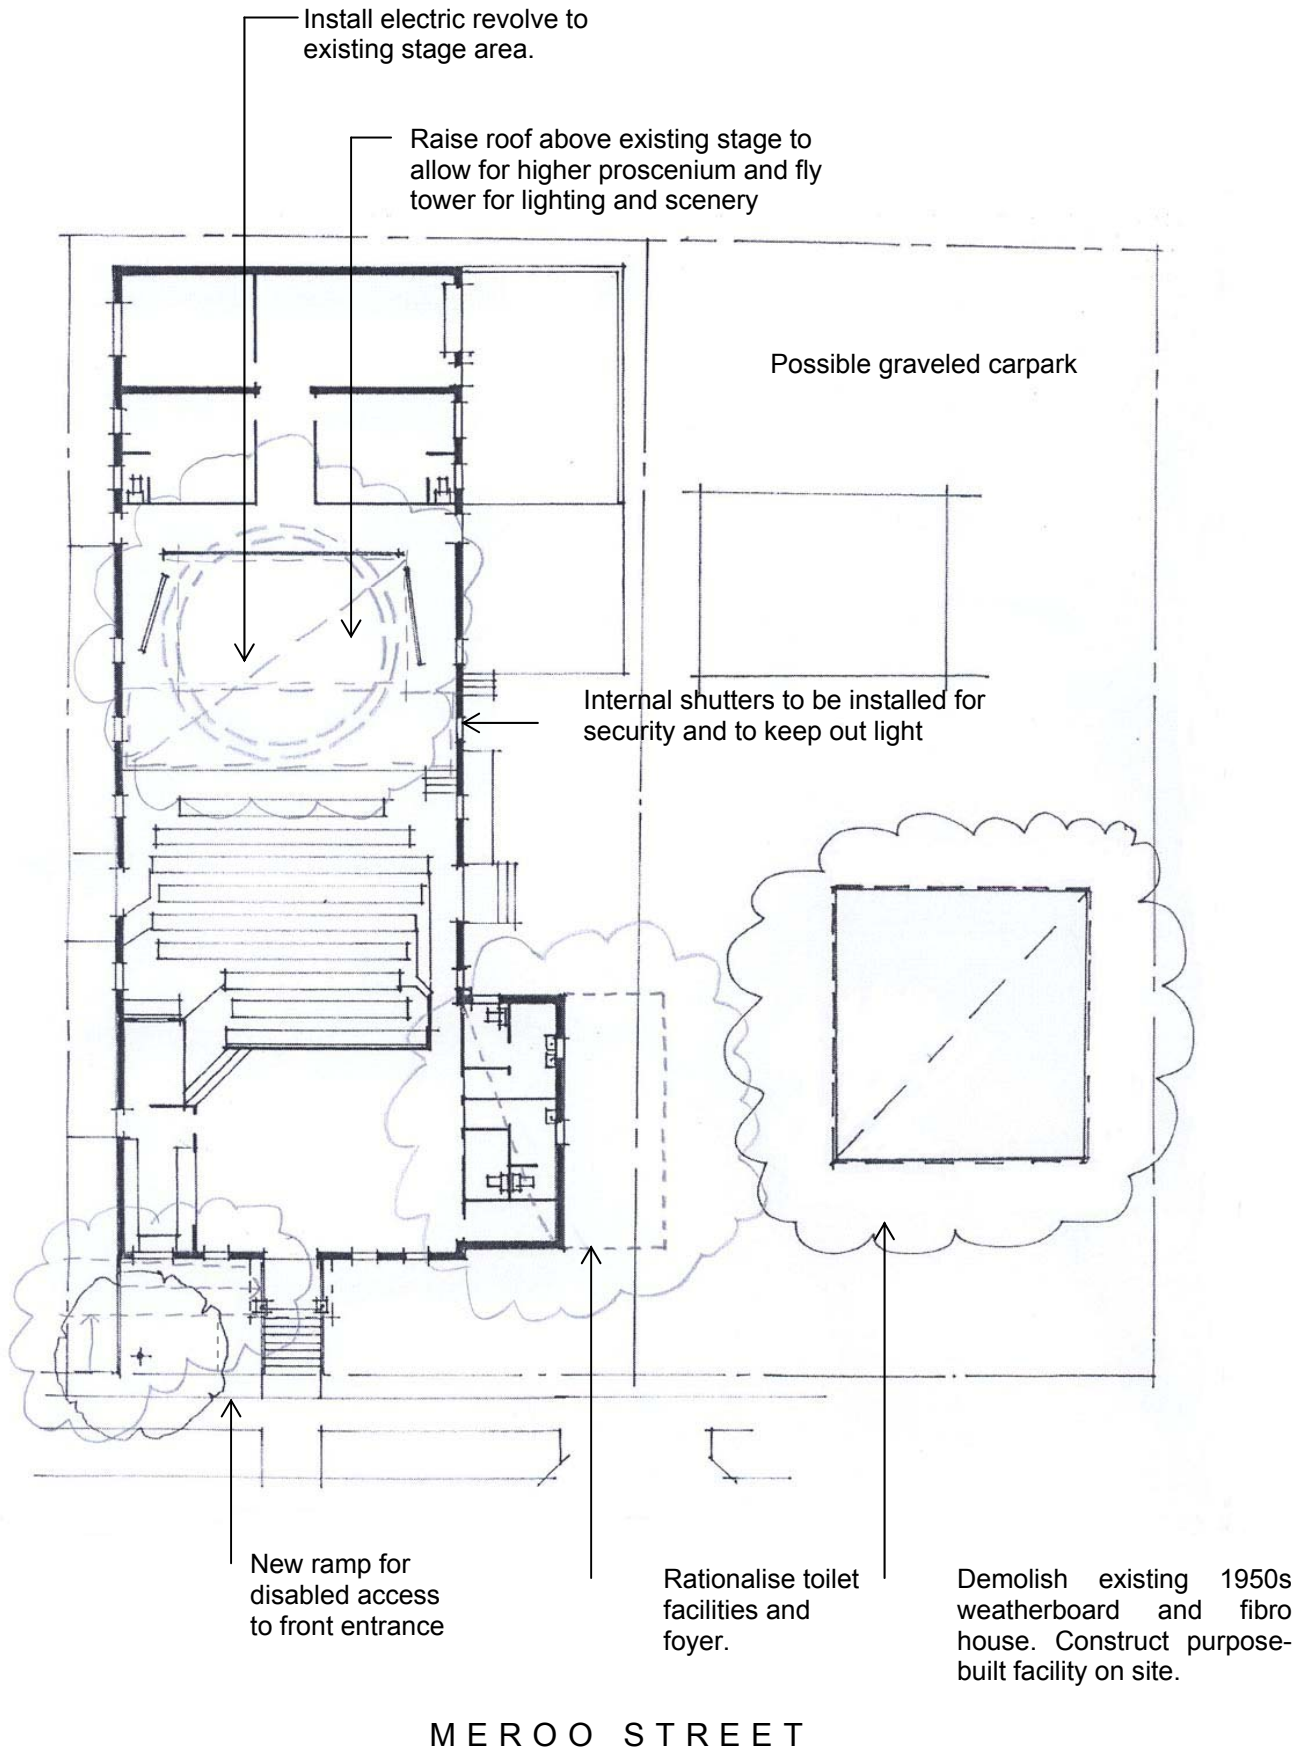 Install electric revolve to
existing stage area.
Raise roof above existing stage to
allow for higher proscenium and fly
tower for lighting and scenery
Possible graveled carpark
Internal shutters to be installed for
security and to keep out light
New ramp for
disabled access
to front entrance
Rationalise toilet
facilities and
foyer.
Demolish existing 1950s
weatherboard and fibro
house. Construct purpose-
built facility on site.
MEROO STREET